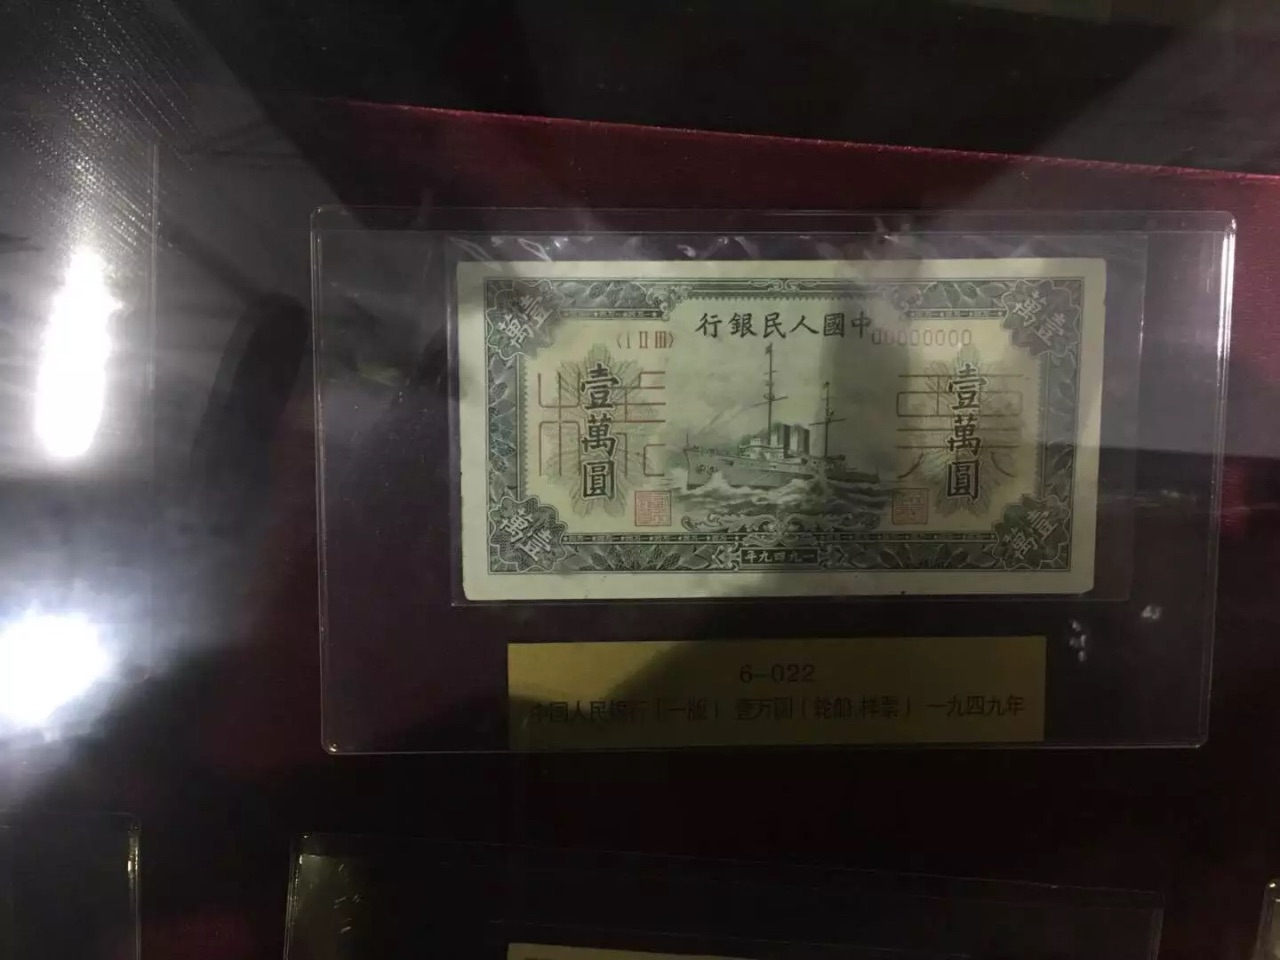 中國人民銀行
〈I II III〉 00000000
壹萬
壹萬
壹萬圓
壹萬圓
票樣
壹萬
壹萬
一九四九年
6-022
中国人民银行(一版) 壹万圆(轮船,样票) 一九四九年